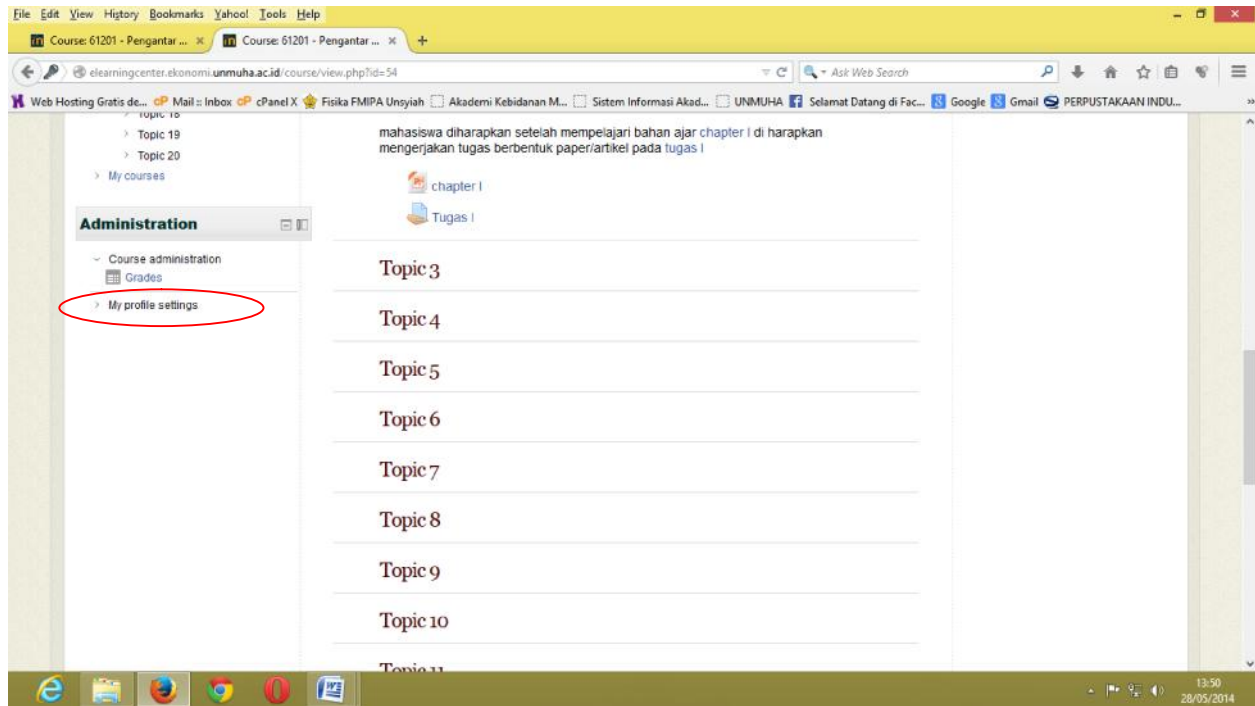 File Edit View History Bookmarks Yahoo! Tools Help
Course: 61201 - Pengantar ... × Course: 61201 - Pengantar ... × +
elearningcenter.ekonomi.unmuha.ac.id/course/view.php?id=54 Ask Web Search
Web Hosting Gratis de... Mail :: Inbox cPanel X Fisika FMIPA Unsyiah Akademi Kebidanan M... Sistem Informasi Akad... UNMUHA Selamat Datang di Fac... Google Gmail PERPUSTAKAAN INDU... »
Topic 18
Topic 19
Topic 20
My courses
Administration
Course administration
Grades
My profile settings
mahasiswa diharapkan setelah mempelajari bahan ajar chapter I di harapkan
mengerjakan tugas berbentuk paper/artikel pada tugas I
chapter I
Tugas I
Topic 3
Topic 4
Topic 5
Topic 6
Topic 7
Topic 8
Topic 9
Topic 10
Topic 11
13:50
28/05/2014